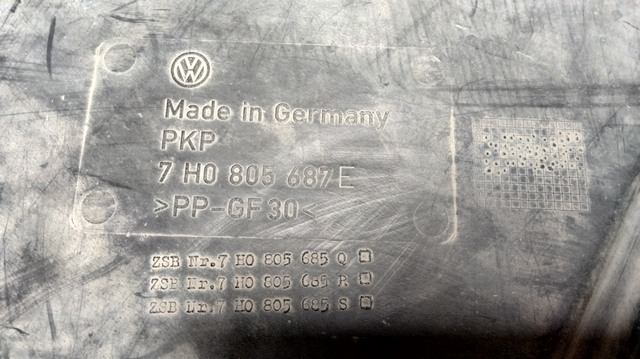 VW
Made in Germany
PKP
7 H0 805 687 E
>PP-GF 30<
ZSB Nr.7 H0 805 685 Q
ZSB Nr.7 H0 805 685 R
ZSB Nr.7 H0 805 685 S